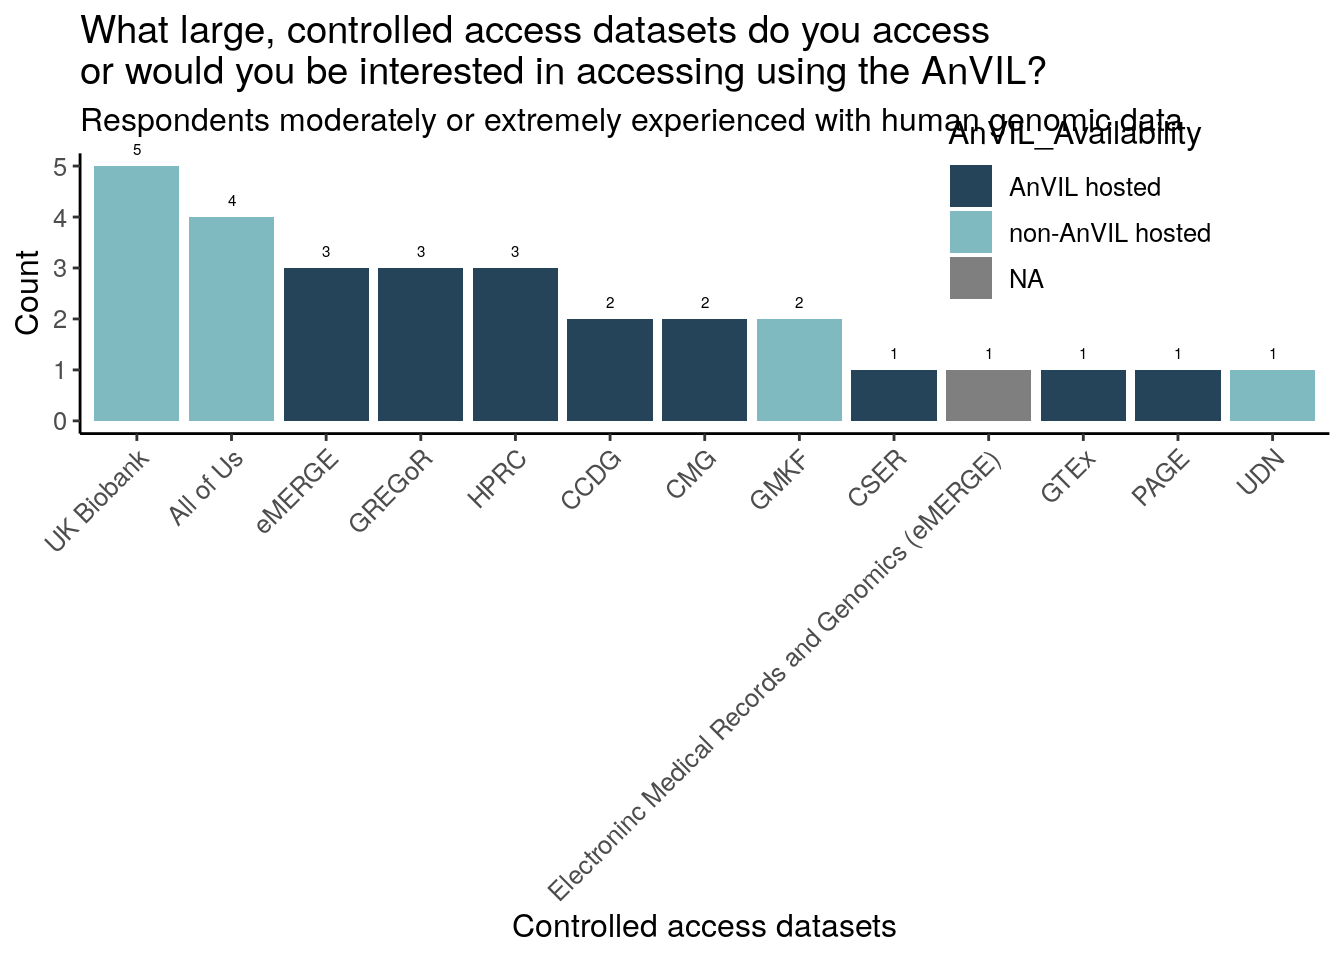 What large, controlled access datasets do you access
or would you be interested in accessing using the AnVIL?
Respondents moderately or extremely experienced with human genomic data
AnVIL_Availability
AnVIL hosted
non-AnVIL hosted
NA
Count
5
4
3
2
1
0
5
4
3
3
3
2
2
2
1
1
1
1
1
UK Biobank
All of Us
eMERGE
GREGoR
HPRC
CCDG
CMG
GMKF
CSER
Electroninc Medical Records and Genomics (eMERGE)
GTEx
PAGE
UDN
Controlled access datasets